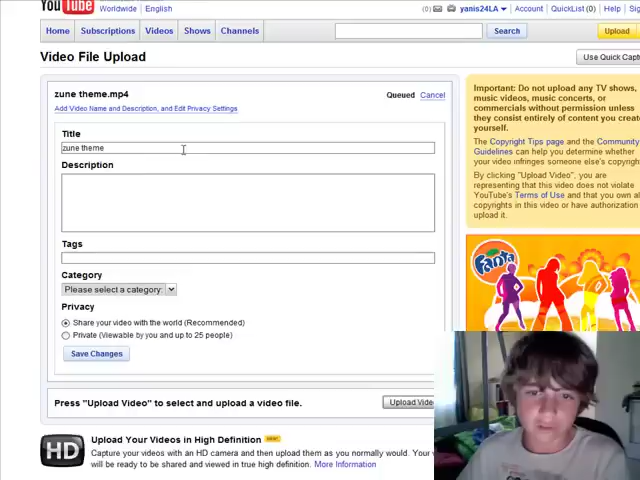 YouTube Worldwide | English
(0) yanis24LA | Account | QuickList (0) | Help |
Home | Subscriptions | Videos | Shows | Channels
Search
Upload
Video File Upload
Use Quick
zune theme.mp4
Queued Cancel
Add Video Name and Description, and Edit Privacy Settings
Title
zune theme
Description
Tags
Category
Please select a category:
Privacy
Share your video with the world (Recommended)
Private (Viewable by you and up to 25 people)
Save Changes
Press "Upload Video" to select and upload a video file.
Upload
HD
Upload Your Videos in High Definition
Capture your videos with an HD camera and then upload them as you normally would. Your
will be ready to be shared and viewed in true high definition. More Information
Important: Do not upload any TV shows,
music videos, music concerts, or
commercials without permission unless
they consist entirely of content you
yourself.
The Copyright Tips page and the Community
Guidelines can help you determine whether
your video infringes someone else's
By clicking "Upload Video", you are
representing that this video does not violate
YouTube's Terms of Use and that you own all
copyrights in this video or have authorization
upload it.
Fanta